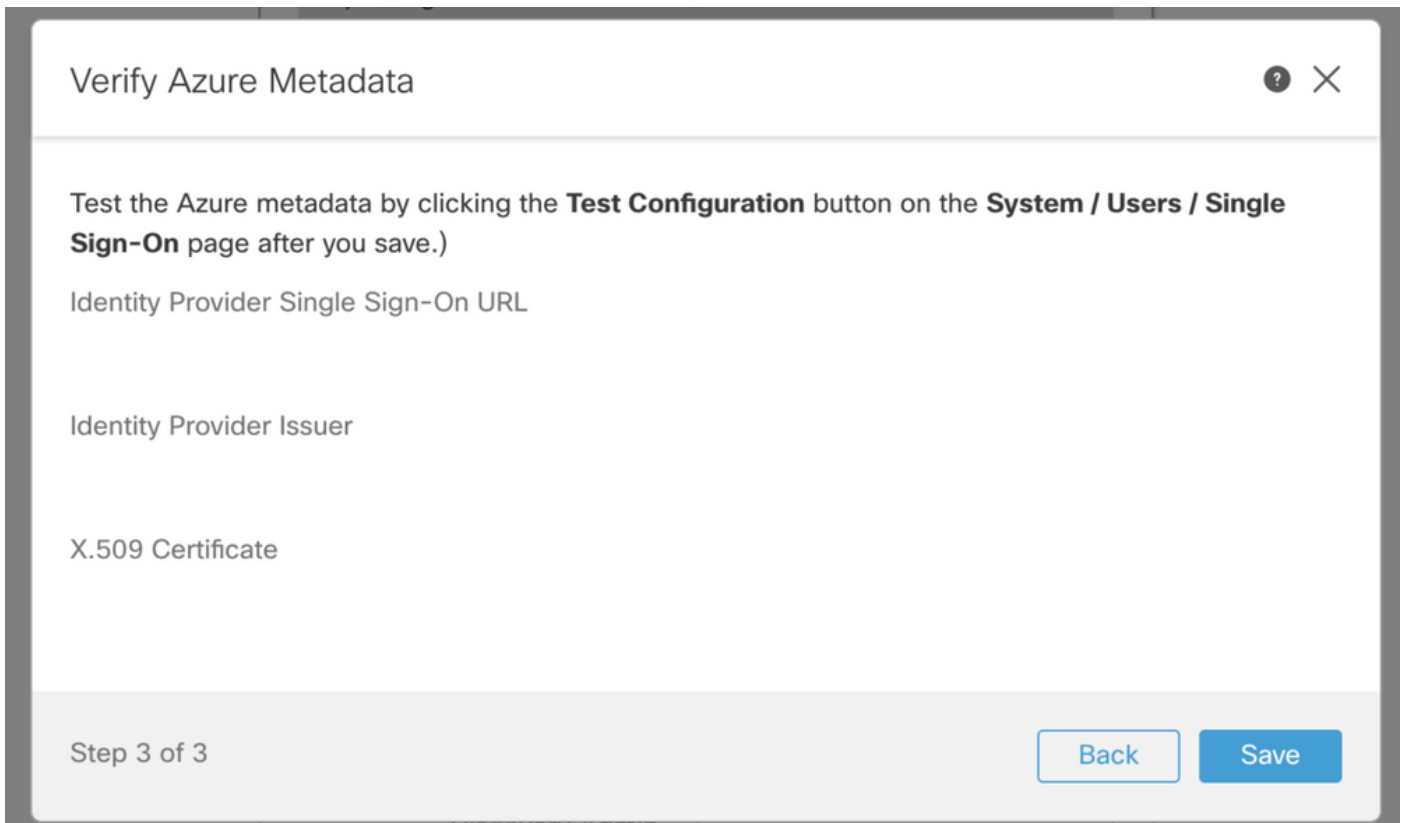 Verify Azure Metadata
?
Test the Azure metadata by clicking the Test Configuration button on the System / Users / Single
Sign-On page after you save.)
Identity Provider Single Sign-On URL
Identity Provider Issuer
X.509 Certificate
Step 3 of 3
Back
Save